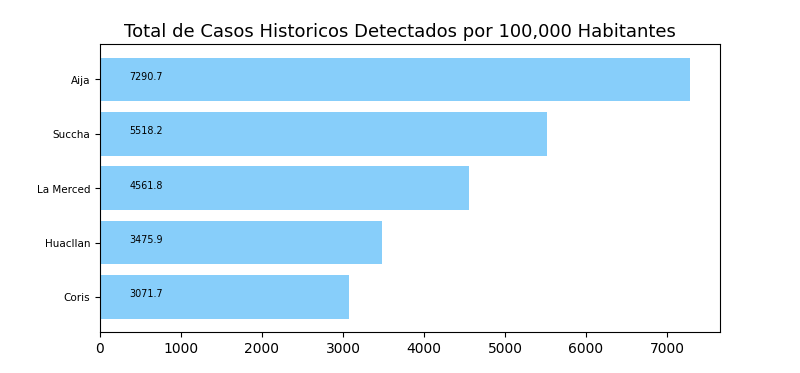 Total de Casos Historicos Detectados por 100,000 Habitantes
Aija 7290.7
Succha 5518.2
La Merced 4561.8
Huacllan 3475.9
Coris 3071.7
0 1000 2000 3000 4000 5000 6000 7000